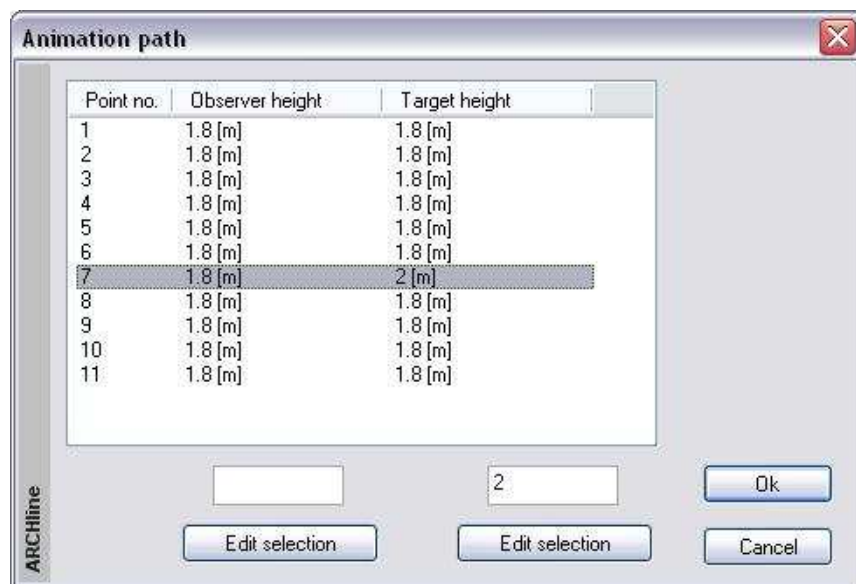 Animation path
Point no. Observer height Target height
1 1.8 [m] 1.8 [m]
2 1.8 [m] 1.8 [m]
3 1.8 [m] 1.8 [m]
4 1.8 [m] 1.8 [m]
5 1.8 [m] 1.8 [m]
6 1.8 [m] 1.8 [m]
7 1.8 [m] 2 [m]
8 1.8 [m] 1.8 [m]
9 1.8 [m] 1.8 [m]
10 1.8 [m] 1.8 [m]
11 1.8 [m] 1.8 [m]
2 Ok
Edit selection Edit selection Cancel
ARCHline